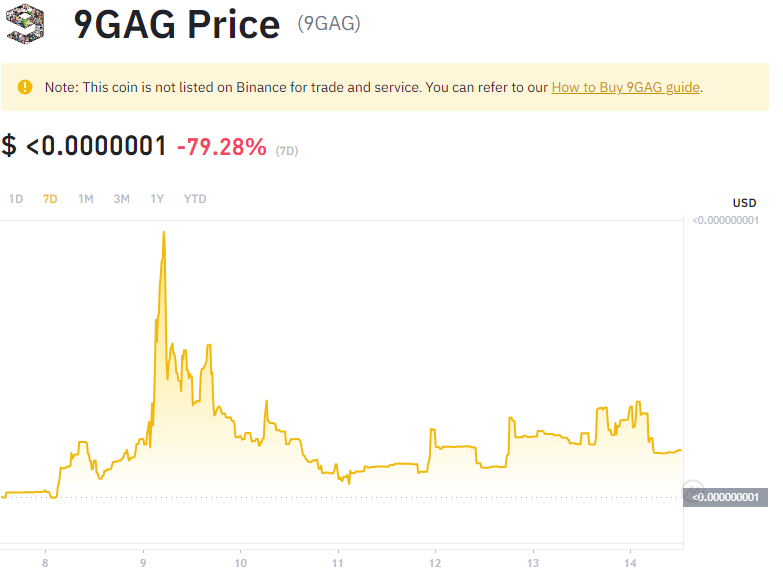 9GAG Price (9GAG)
Note: This coin is not listed on Binance for trade and service. You can refer to our How to Buy 9GAG guide.
$ <0.0000001 -79.28% (7D)
1D 7D 1M 3M 1Y YTD
USD
<0.000000001
<0.000000001
8 9 10 11 12 13 14